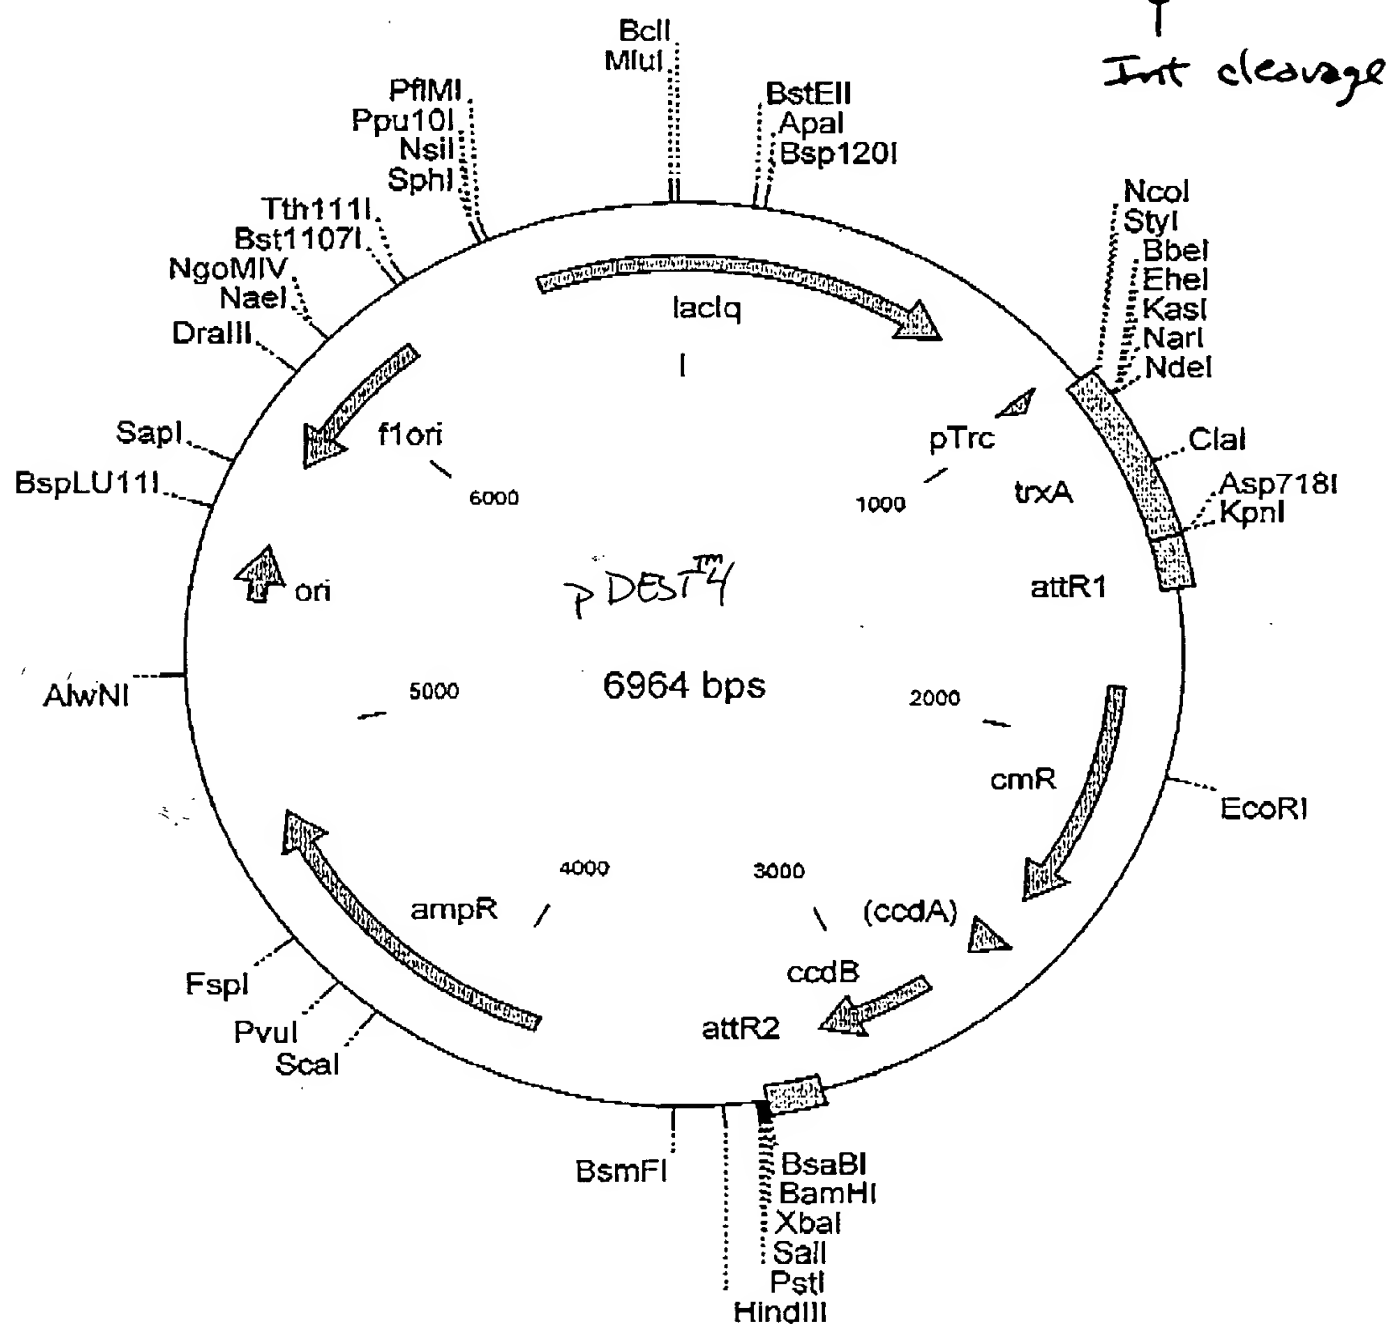 Int cleavage
BclI
MluI
PflMI
Ppu10I
NsiI
SphI
BstEII
ApaI
Bsp120I
Tth111I
Bst1107I
NgoMIV
NaeI
DraIII
NcoI
StyI
BbeI
EheI
KasI
NarI
NdeI
lacIq
SapI
BspLU11I
f1ori
6000
pTrc
1000
trxA
ClaI
Asp718I
KpnI
ori
pDEST™4
attR1
AlwNI
5000
6964 bps
2000
cmR
EcoRI
4000
3000
ampR
(ccdA)
ccdB
attR2
FspI
PvuI
ScaI
BsmFI
BsaBI
BamHI
XbaI
SalI
PstI
HindIII